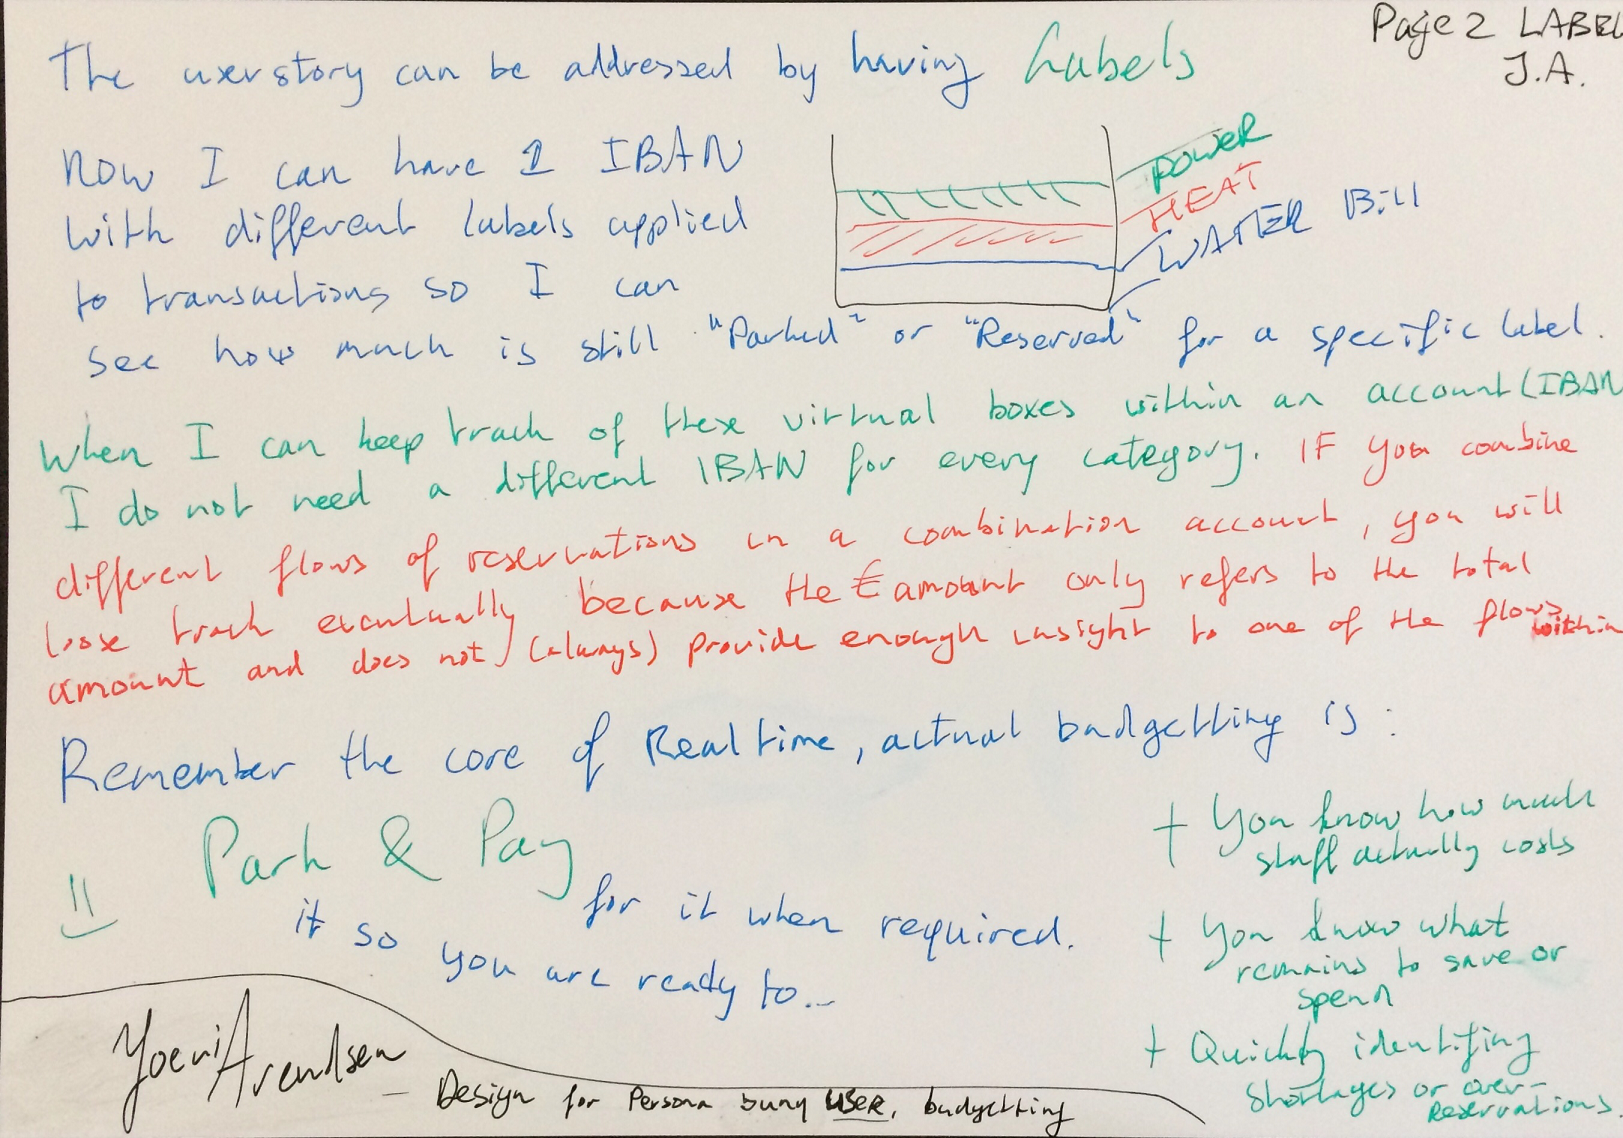 Page 2 LABEL
J.A.
The userstory can be addressed by having Labels
Now I can have 1 IBAN
with different labels applied
to transactions so I can
see how much is still "Parked" or "Reserved" for a specific label.
POWER
HEAT
WATER Bill
When I can keep track of these virtual boxes within an account (IBAN
I do not need a different IBAN for every category. IF you combine
different flows of reservations in a combination account, you will
loose track eventually because the € amount only refers to the total
amount and does not (always) provide enough insight to one of the flows within
Remember the core of Realtime, actual budgetting is:
Park & Pay
it so you are ready to... for it when required.
+ You know how much
stuff actually costs
+ You know what
remains to save or
spend
+ Quickly identifing
shortages or over-
Reservations.
Arendsen
- Design for Persona bunq USER, budgetting